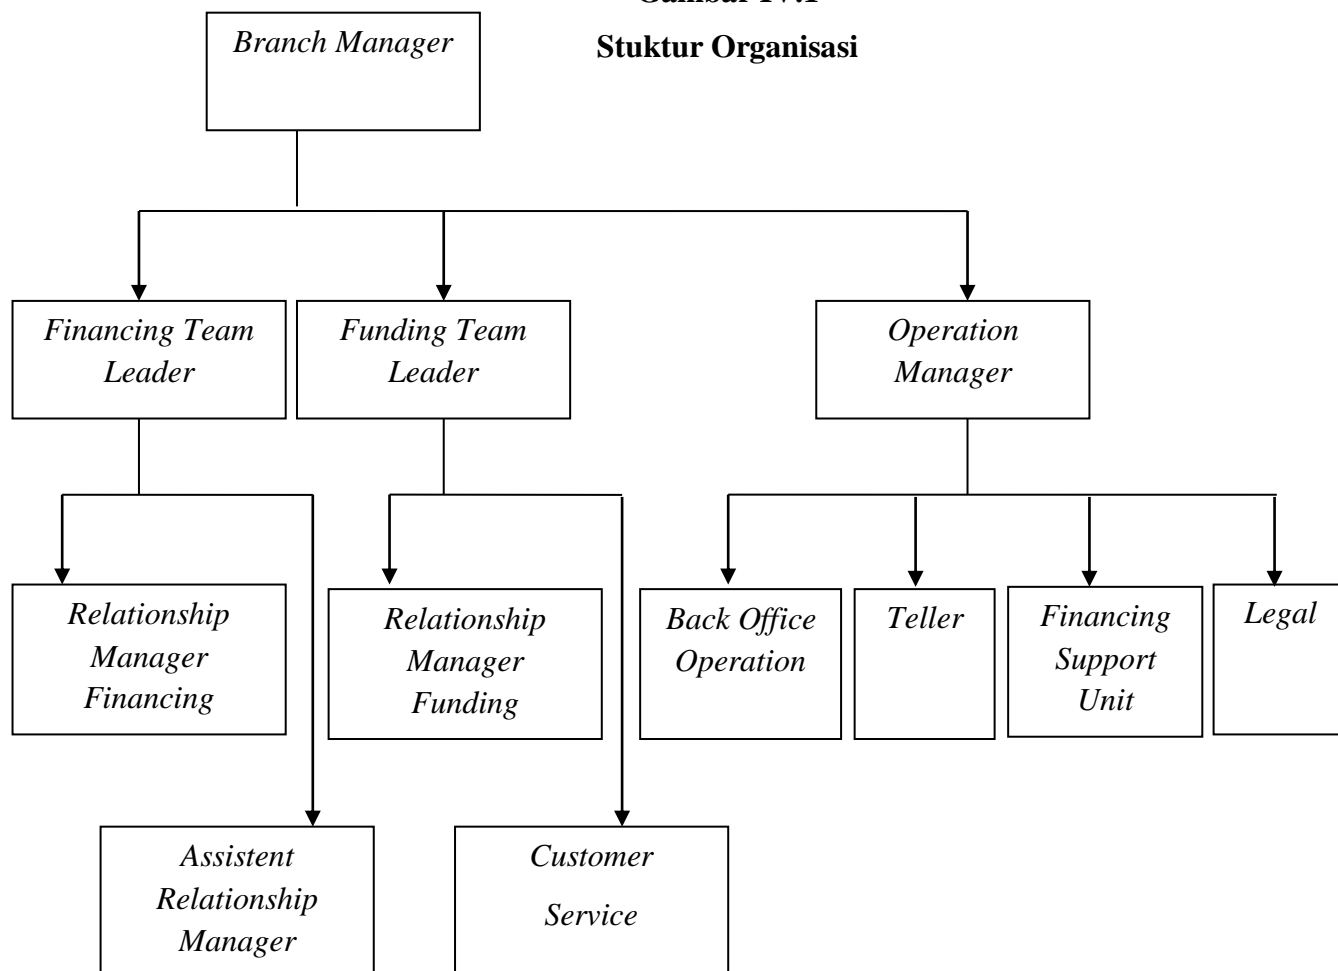 Gambar IV.1
Stuktur Organisasi
Branch Manager
Financing Team
Leader
Funding Team
Leader
Operation
Manager
Relationship
Manager
Financing
Relationship
Manager
Funding
Back Office
Operation
Teller
Financing
Support
Unit
Legal
Assistent
Relationship
Manager
Customer
Service